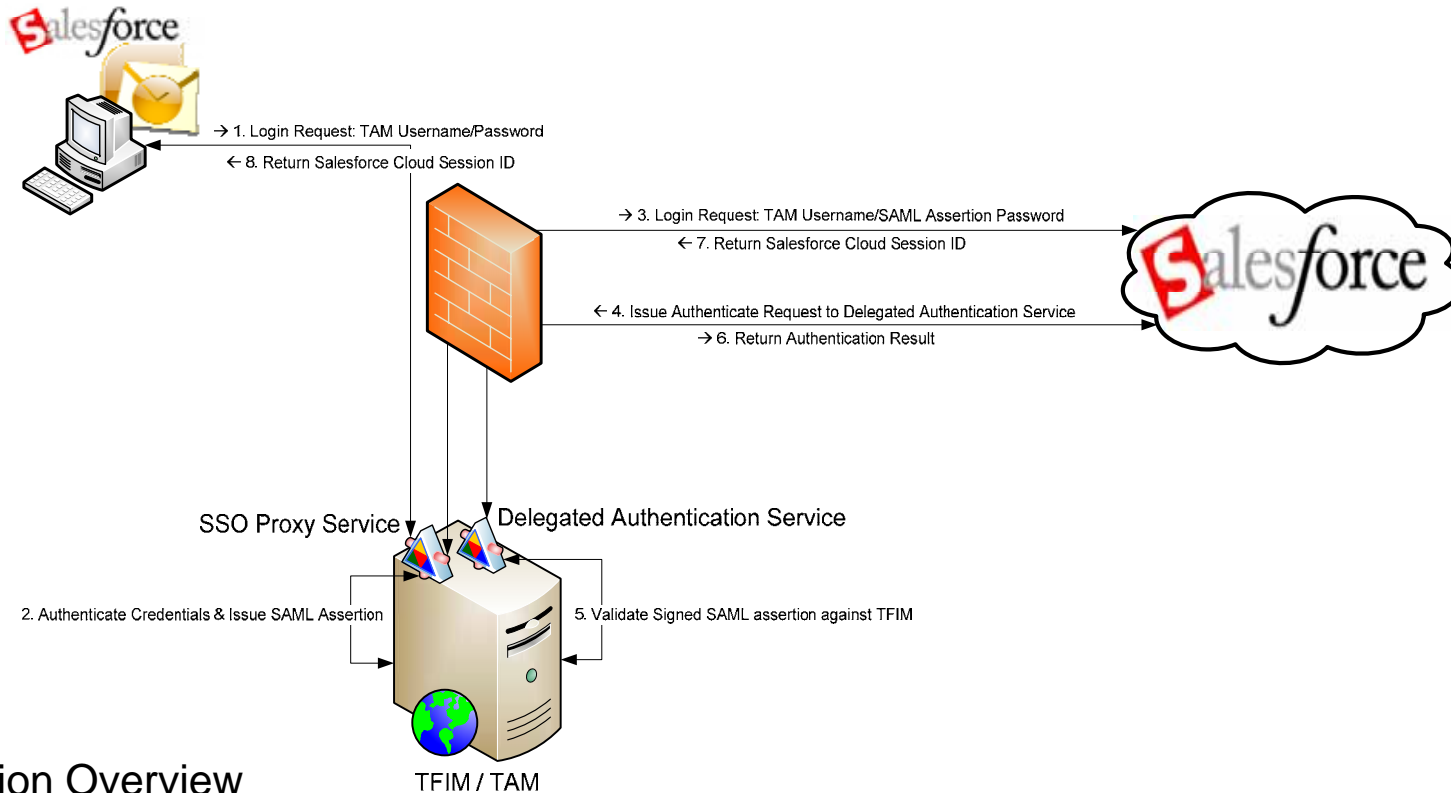 Salesforce
→ 1. Login Request: TAM Username/Password
← 8. Return Salesforce Cloud Session ID
→ 3. Login Request: TAM Username/SAML Assertion Password
← 7. Return Salesforce Cloud Session ID
Salesforce
← 4. Issue Authenticate Request to Delegated Authentication Service
→ 6. Return Authentication Result
SSO Proxy Service
Delegated Authentication Service
2. Authenticate Credentials & Issue SAML Assertion
5. Validate Signed SAML assertion against TFIM
TFIM / TAM
ion Overview